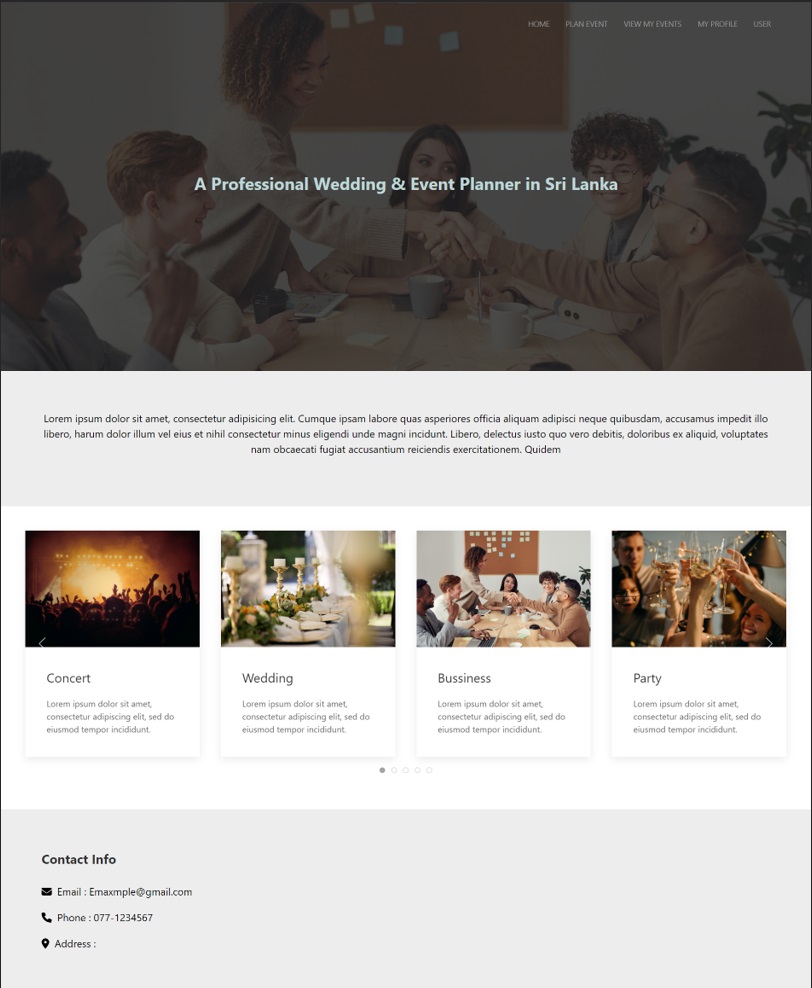 HOME PLAN EVENT VIEW MY EVENTS MY PROFILE USER
A Professional Wedding & Event Planner in Sri Lanka
Lorem ipsum dolor sit amet, consectetur adipisicing elit. Cumque ipsam labore quas asperiores officia aliquam adipisci neque quibusdam, accusamus impedit illo
libero, harum dolor illum vel eius et nihil consectetur minus eligendi unde magni incidunt. Libero, delectus iusto quo vero debitis, doloribus ex aliquid, voluptates
nam obcaecati fugiat accusantium reiciendis exercitationem. Quidem
Concert
Lorem ipsum dolor sit amet,
consectetur adipiscing elit, sed do
eiusmod tempor incididunt.
Wedding
Lorem ipsum dolor sit amet,
consectetur adipiscing elit, sed do
eiusmod tempor incididunt.
Bussiness
Lorem ipsum dolor sit amet,
consectetur adipiscing elit, sed do
eiusmod tempor incididunt.
Party
Lorem ipsum dolor sit amet,
consectetur adipiscing elit, sed do
eiusmod tempor incididunt.
Contact Info
Email : Emaxmple@gmail.com
Phone : 077-1234567
Address :